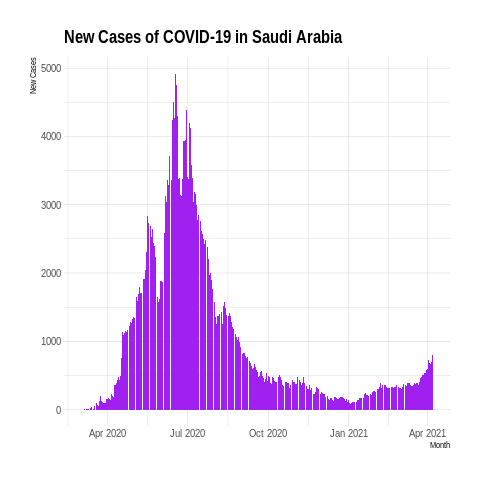 New Cases of COVID-19 in Saudi Arabia
New Cases
5000
4000
3000
2000
1000
0
Apr 2020 Jul 2020 Oct 2020 Jan 2021 Apr 2021
Month